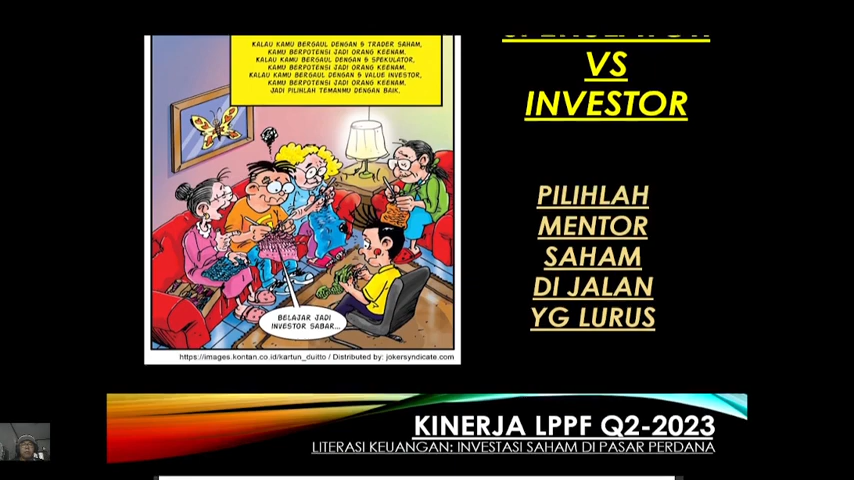 KALAU KAMU BERGAUL DENGAN 5 TRADER SAHAM,
KAMU BERPOTENSI JADI ORANG KEENAM.
KALAU KAMU BERGAUL DENGAN 5 SPEKULATOR,
KAMU BERPOTENSI JADI ORANG KEENAM.
KALAU KAMU BERGAUL DENGAN 5 VALUE INVESTOR,
KAMU BERPOTENSI JADI ORANG KEENAM.
JADI PILIHLAH TEMANMU DENGAN BAIK.
BELAJAR JADI
INVESTOR SABAR...
https://images.kontan.co.id/kartun_duitto / Distributed by: jokersyndicate.com
SPEKULATOR
VS
INVESTOR
PILIHLAH
MENTOR
SAHAM
DI JALAN
YG LURUS
KINERJA LPPF Q2-2023
LITERASI KEUANGAN: INVESTASI SAHAM DI PASAR PERDANA